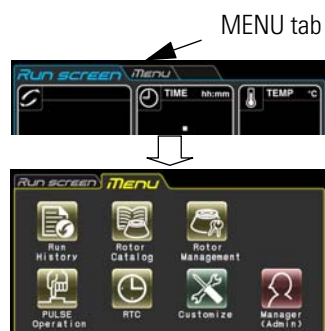 MENU tab
Run screen Menu
TIME hh:mm TEMP °C
Run screen Menu
Run History Rotor Catalog Rotor Management
PULSE Operation RTC Customize Manager (Admin)